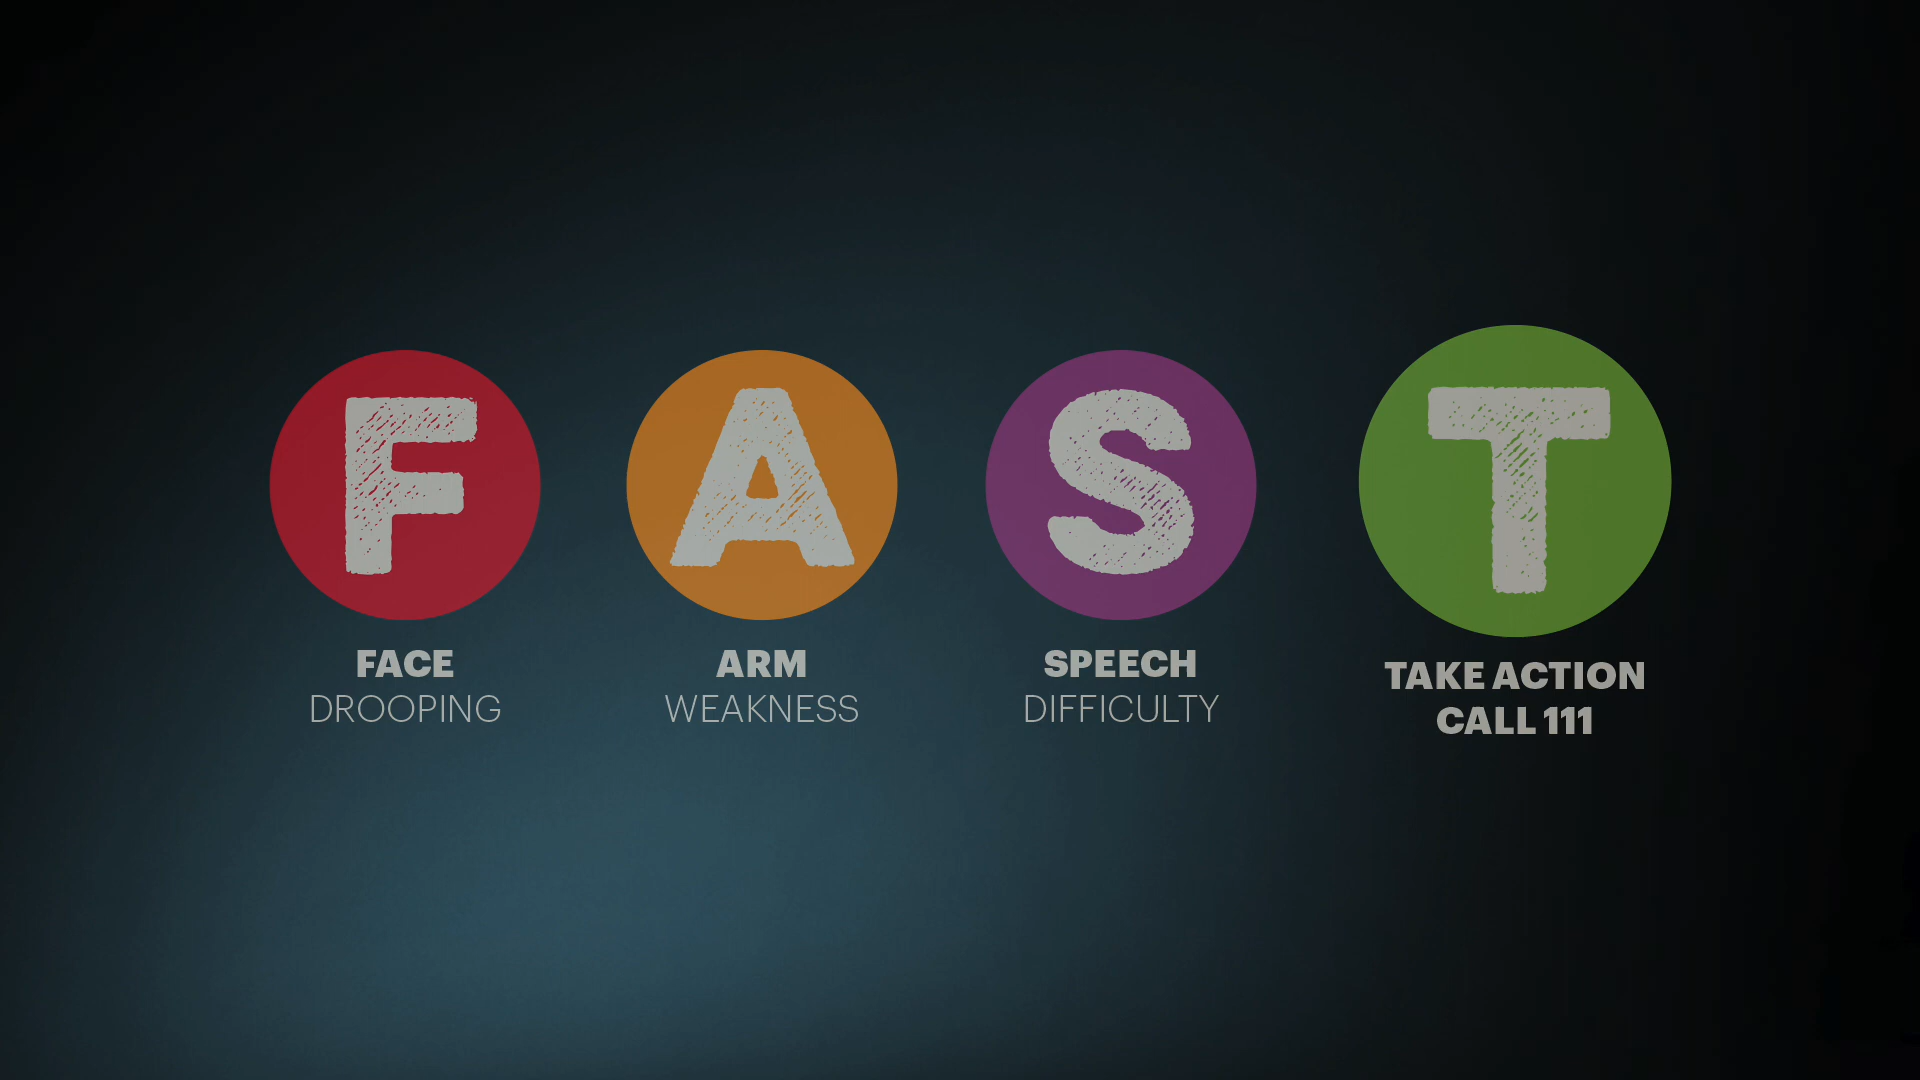 F A S T
FACE
DROOPING
ARM
WEAKNESS
SPEECH
DIFFICULTY
TAKE ACTION
CALL 111